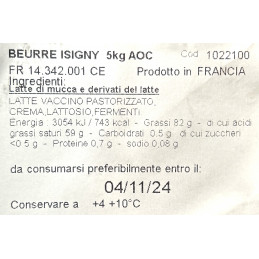 BEURRE ISIGNY 5kg AOC Cod 1022100
FR 14.342.001 CE Prodotto in FRANCIA
Ingredienti:
Latte di mucca e derivati del latte
LATTE VACCINO PASTORIZZATO,
CREMA,LATTOSIO,FERMENTI.
Energia : 3054 kJ / 743 kcal - Grassi 82 g - di cui acidi
grassi saturi 59 g - Carboidrati 0.5 g di cui zuccheri
<0.5 g - Proteine 0,7 g - sodio 0,08 g
da consumarsi preferibilmente entro il:
04/11/24
Conservare a +4 +10°C